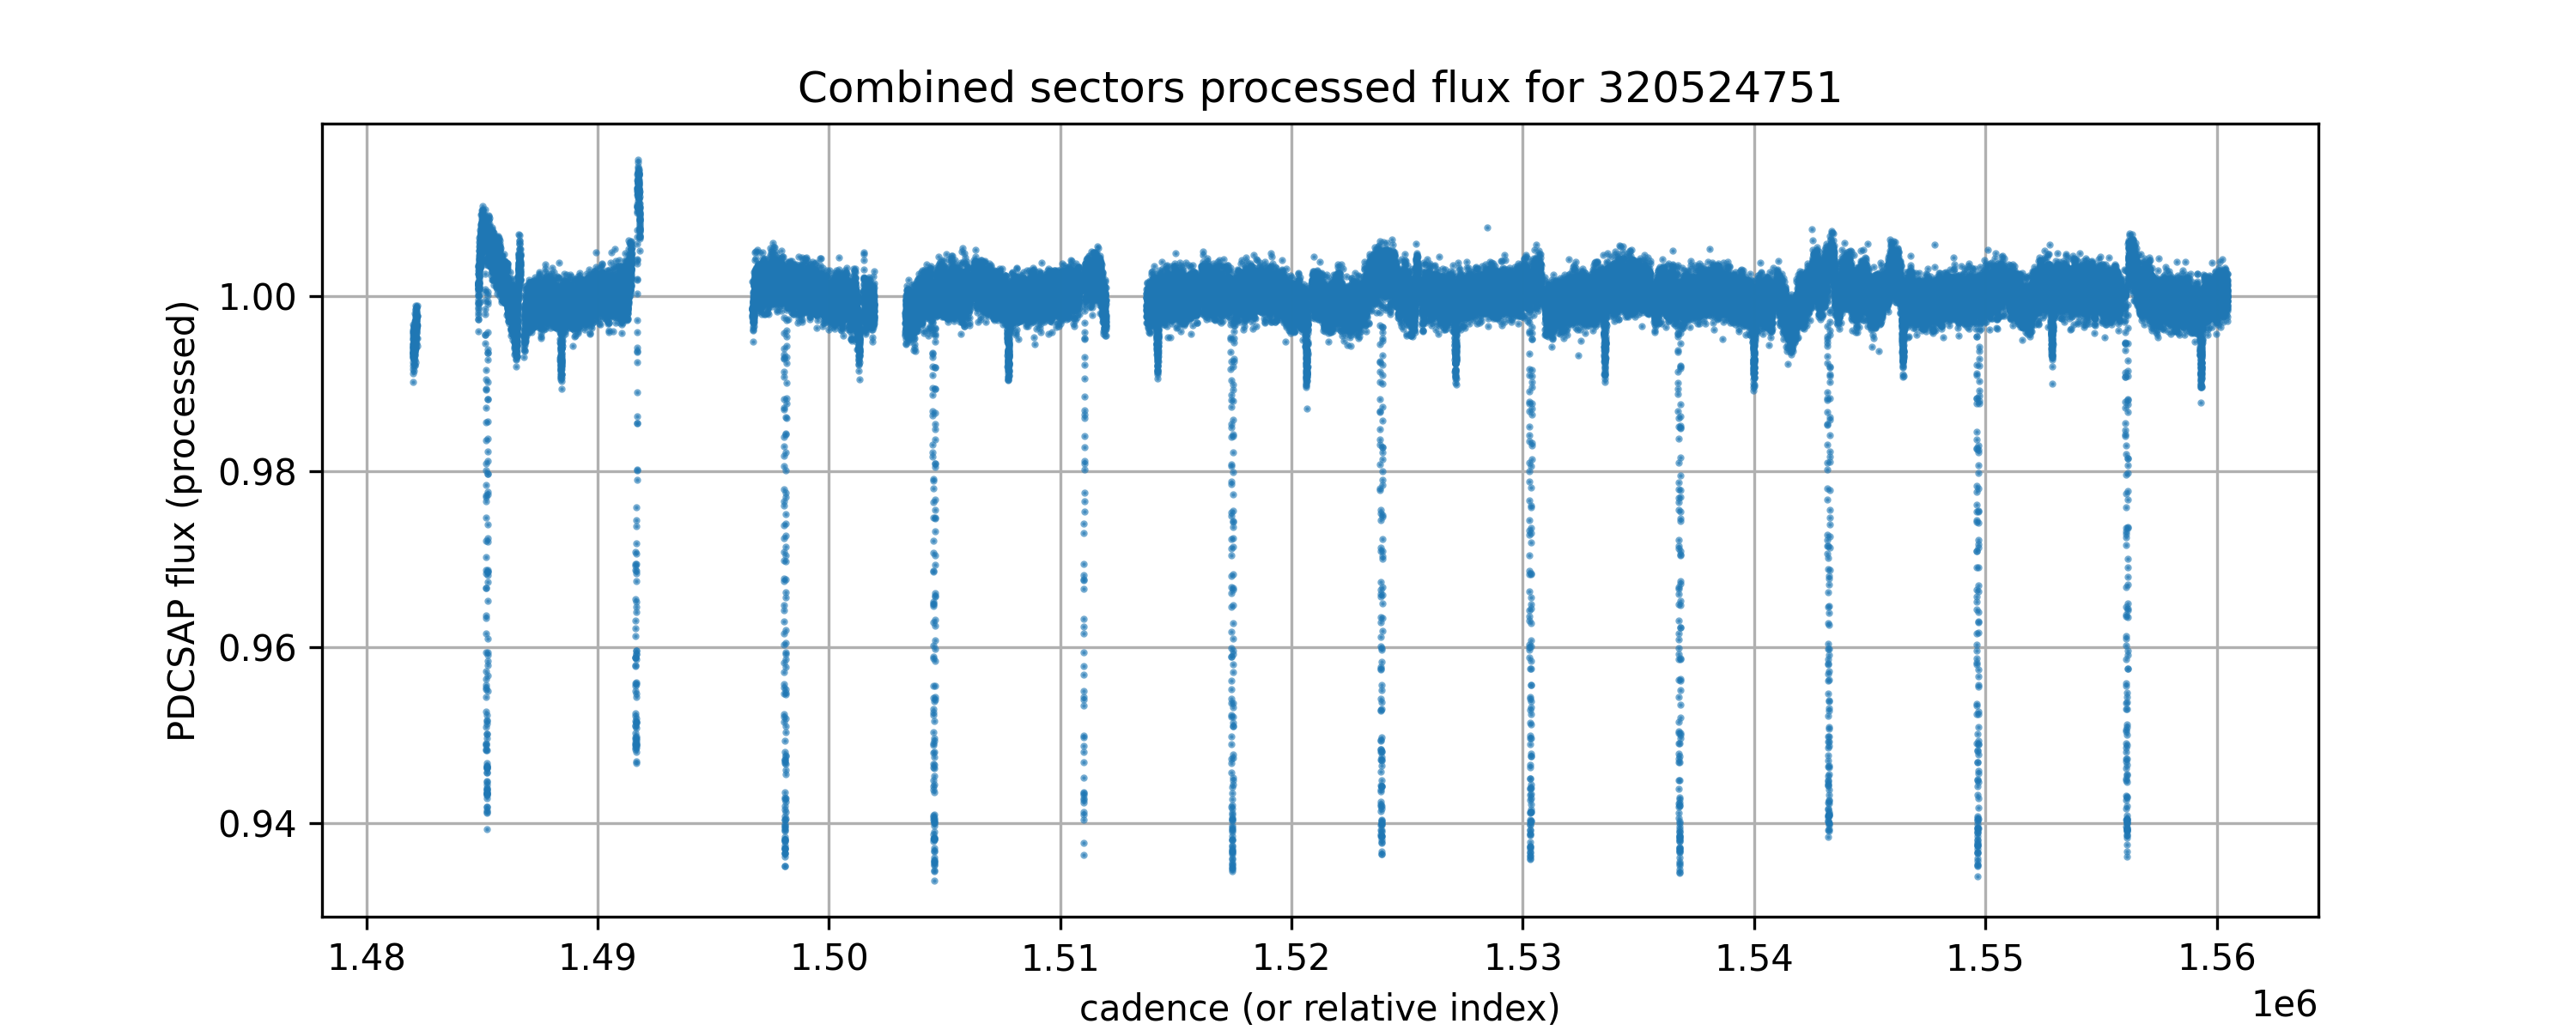 Combined sectors processed flux for 320524751
PDCSAP flux (processed)
1.00
0.98
0.96
0.94
1.48 1.49 1.50 1.51 1.52 1.53 1.54 1.55 1.56
1e6
cadence (or relative index)